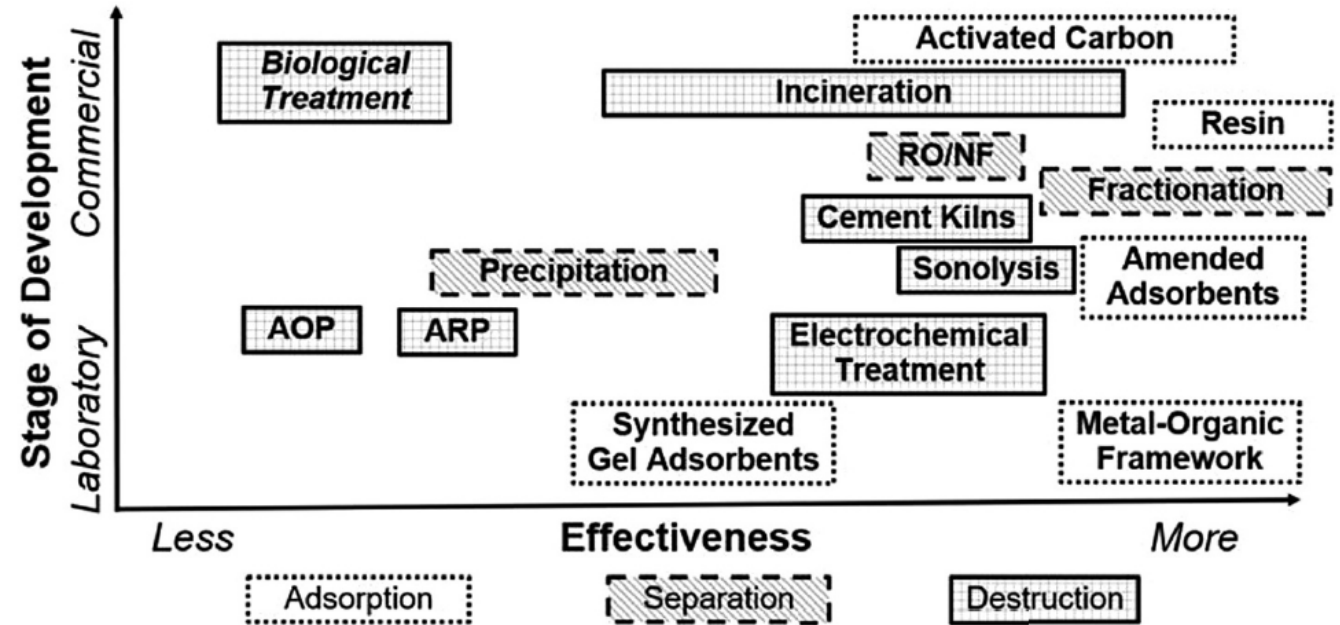 Stage of Development
Commercial
Laboratory
Biological
Treatment
Activated Carbon
Incineration
Resin
RO/NF
Fractionation
Cement Kilns
Precipitation
Sonolysis
Amended
Adsorbents
AOP
ARP
Electrochemical
Treatment
Synthesized
Gel Adsorbents
Metal-Organic
Framework
Less
Effectiveness
More
Adsorption
Separation
Destruction